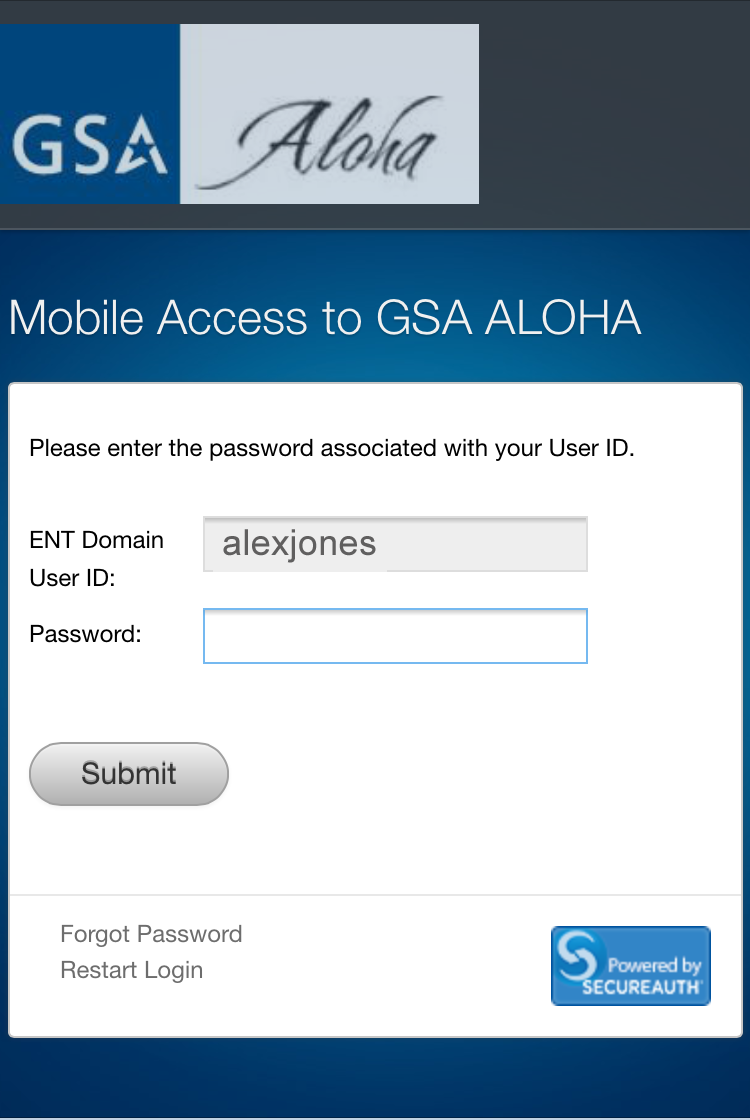 GSA Aloha
Mobile Access to GSA ALOHA
Please enter the password associated with your User ID.
ENT Domain
User ID:
alexjones
Password:
Submit
Forgot Password
Restart Login
Powered by
SECUREAUTH